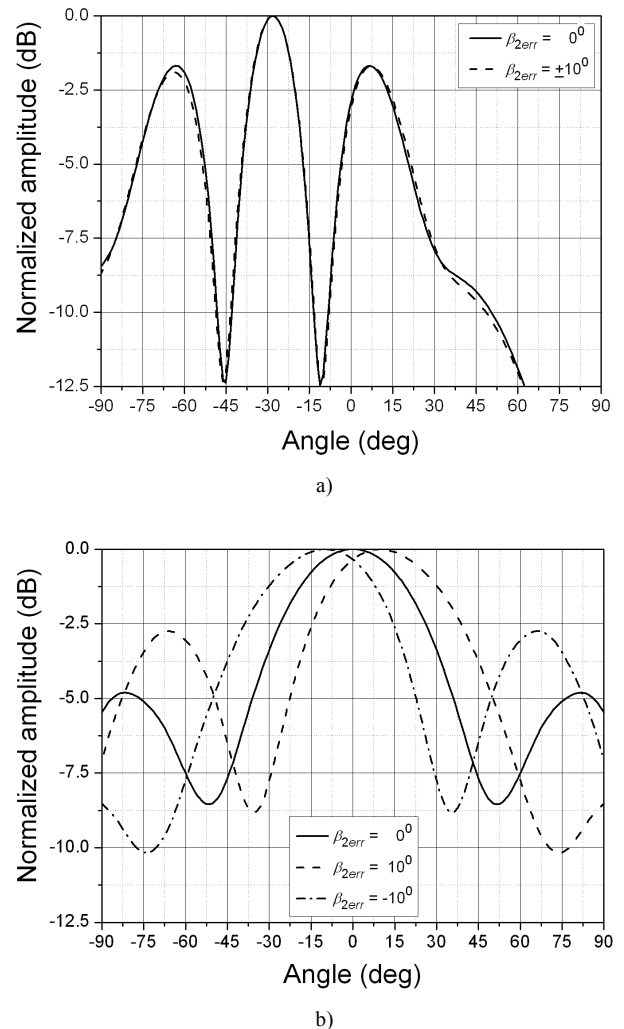 0.0
-2.5
-5.0
-7.5
-10.0
-12.5
Normalized amplitude (dB)
β2err = 0⁰
β2err = ±10⁰
-90 -75 -60 -45 -30 -15 0 15 30 45 60 75 90
Angle (deg)
a)
0.0
-2.5
-5.0
-7.5
-10.0
-12.5
Normalized amplitude (dB)
β2err = 0⁰
β2err = 10⁰
β2err = -10⁰
-90 -75 -60 -45 -30 -15 0 15 30 45 60 75 90
Angle (deg)
b)